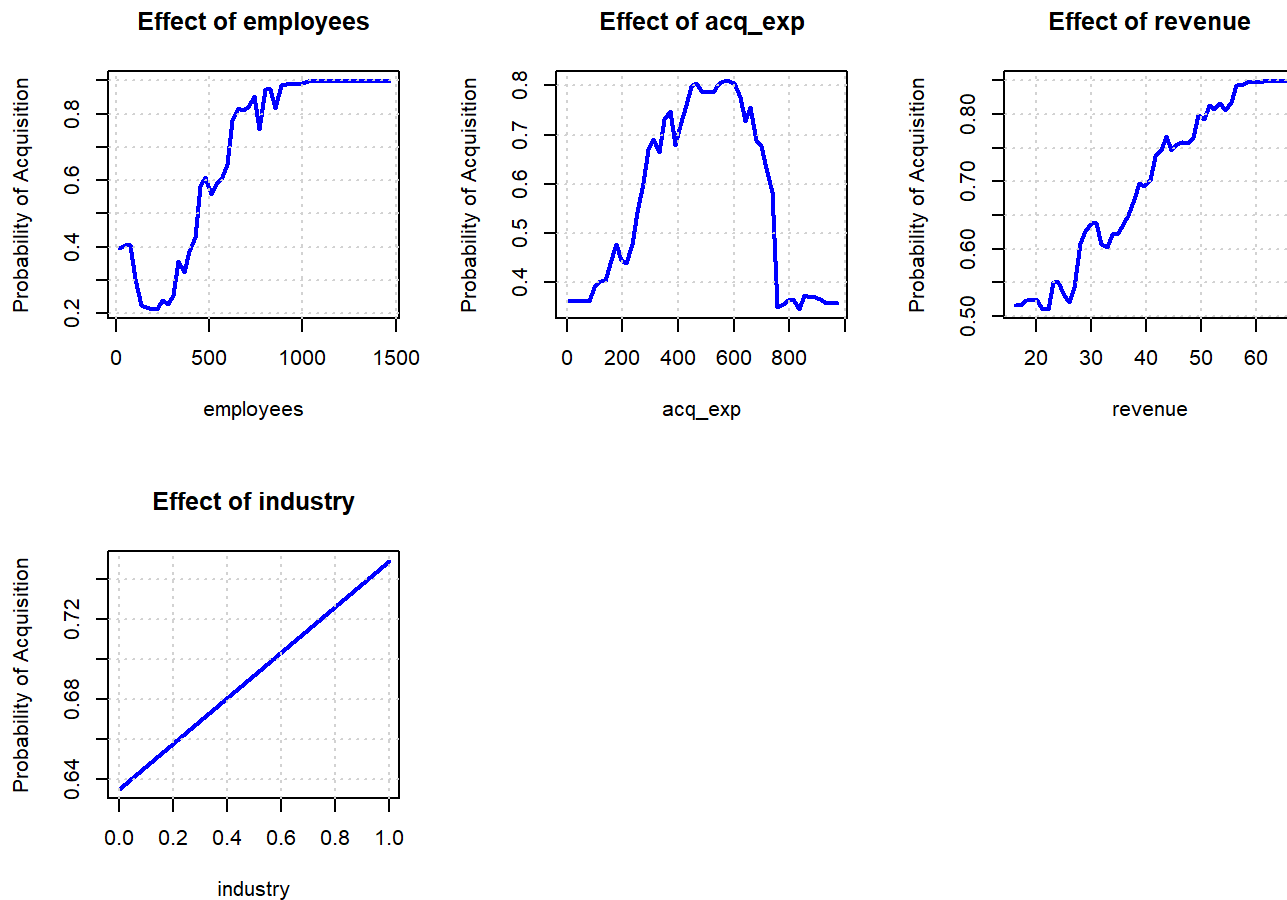 Effect of employees
Probability of Acquisition
0.2 0.4 0.6 0.8
0 500 1000 1500
employees
Effect of acq_exp
Probability of Acquisition
0.4 0.5 0.6 0.7 0.8
0 200 400 600 800
acq_exp
Effect of revenue
Probability of Acquisition
0.50 0.60 0.70 0.80
20 30 40 50 60
revenue
Effect of industry
Probability of Acquisition
0.64 0.68 0.72
0.0 0.2 0.4 0.6 0.8 1.0
industry